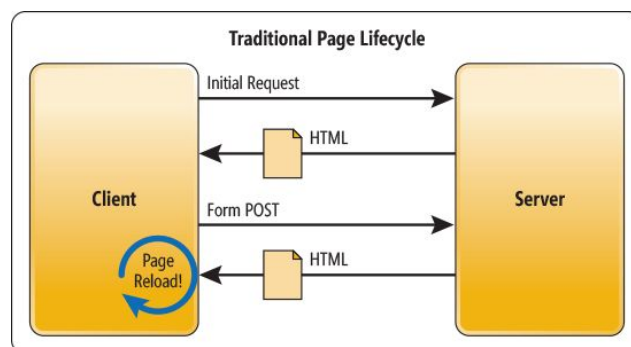 Traditional Page Lifecycle
Initial Request
HTML
Client
Server
Form POST
HTML
Page
Reload!